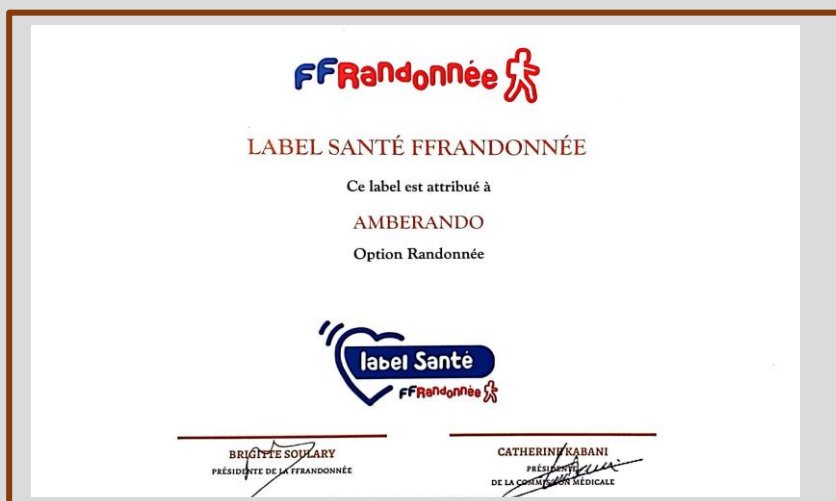 FFRandonnée
LABEL SANTÉ FFRANDONNÉE
Ce label est attribué à
AMBERANDO
Option Randonnée
label Santé
FFRandonnée
BRIGITTE SOULARY
PRÉSIDENTE DE LA FFRANDONNÉE
CATHERINE KABANI
PRÉSIDENTE
DE LA COMMISSION MÉDICALE